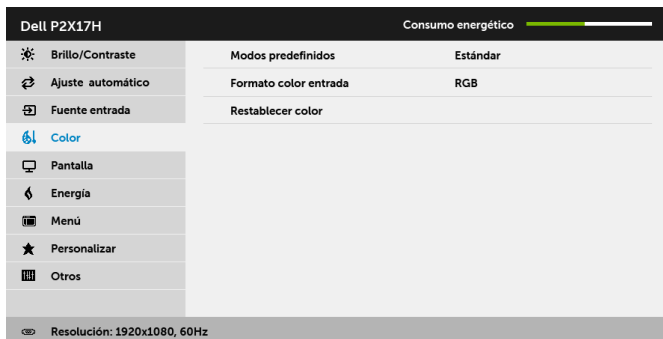 Dell P2X17H
Consumo energético
Brillo/Contraste
Modos predefinidos
Estándar
Ajuste automático
Formato color entrada
RGB
Fuente entrada
Restablecer color
Color
Pantalla
Energía
Menú
Personalizar
Otros
Resolución: 1920x1080, 60Hz